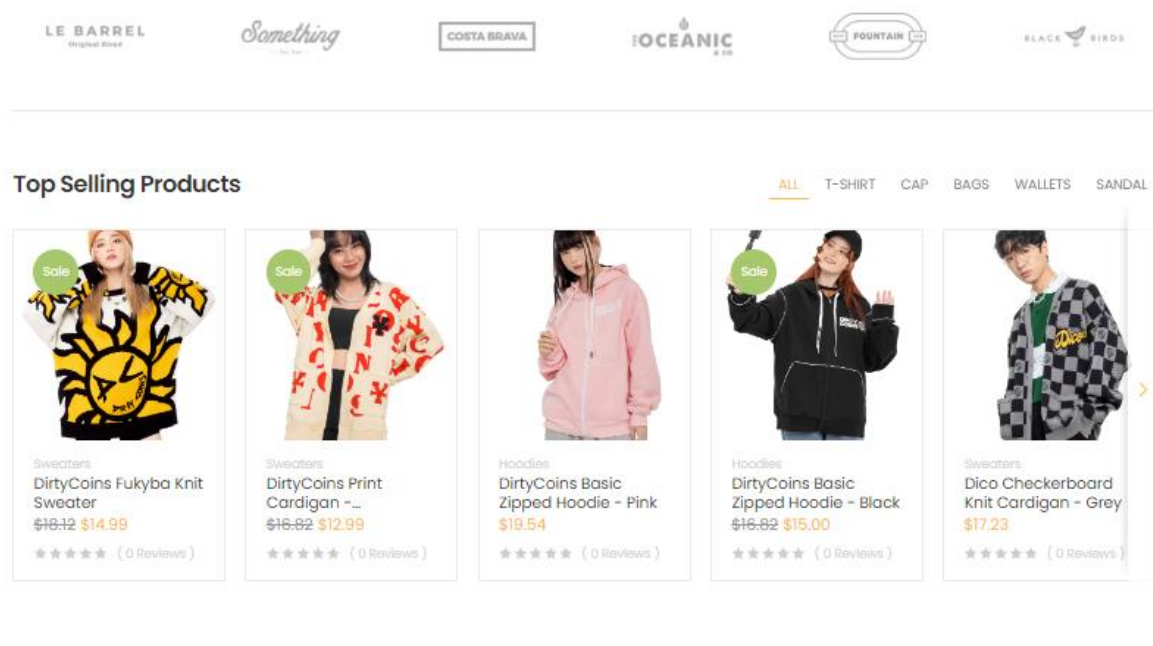 LE BARREL
Original Blend
Something
COSTA BRAVA
OCEANIC
& CO
FOUNTAIN
BLACK BIRDS
Top Selling Products
ALL T-SHIRT CAP BAGS WALLETS SANDAL
Sale
Sale
Sale
DIRTY COINS
Dico
Sweaters
DirtyCoins Fukyba Knit
Sweater
$18.12 $14.99
( 0 Reviews )
Sweaters
DirtyCoins Print
Cardigan -...
$16.82 $12.99
( 0 Reviews )
Hoodies
DirtyCoins Basic
Zipped Hoodie - Pink
$19.54
( 0 Reviews )
Hoodies
DirtyCoins Basic
Zipped Hoodie - Black
$16.82 $15.00
( 0 Reviews )
Sweaters
Dico Checkerboard
Knit Cardigan - Grey
$17.23
( 0 Reviews )